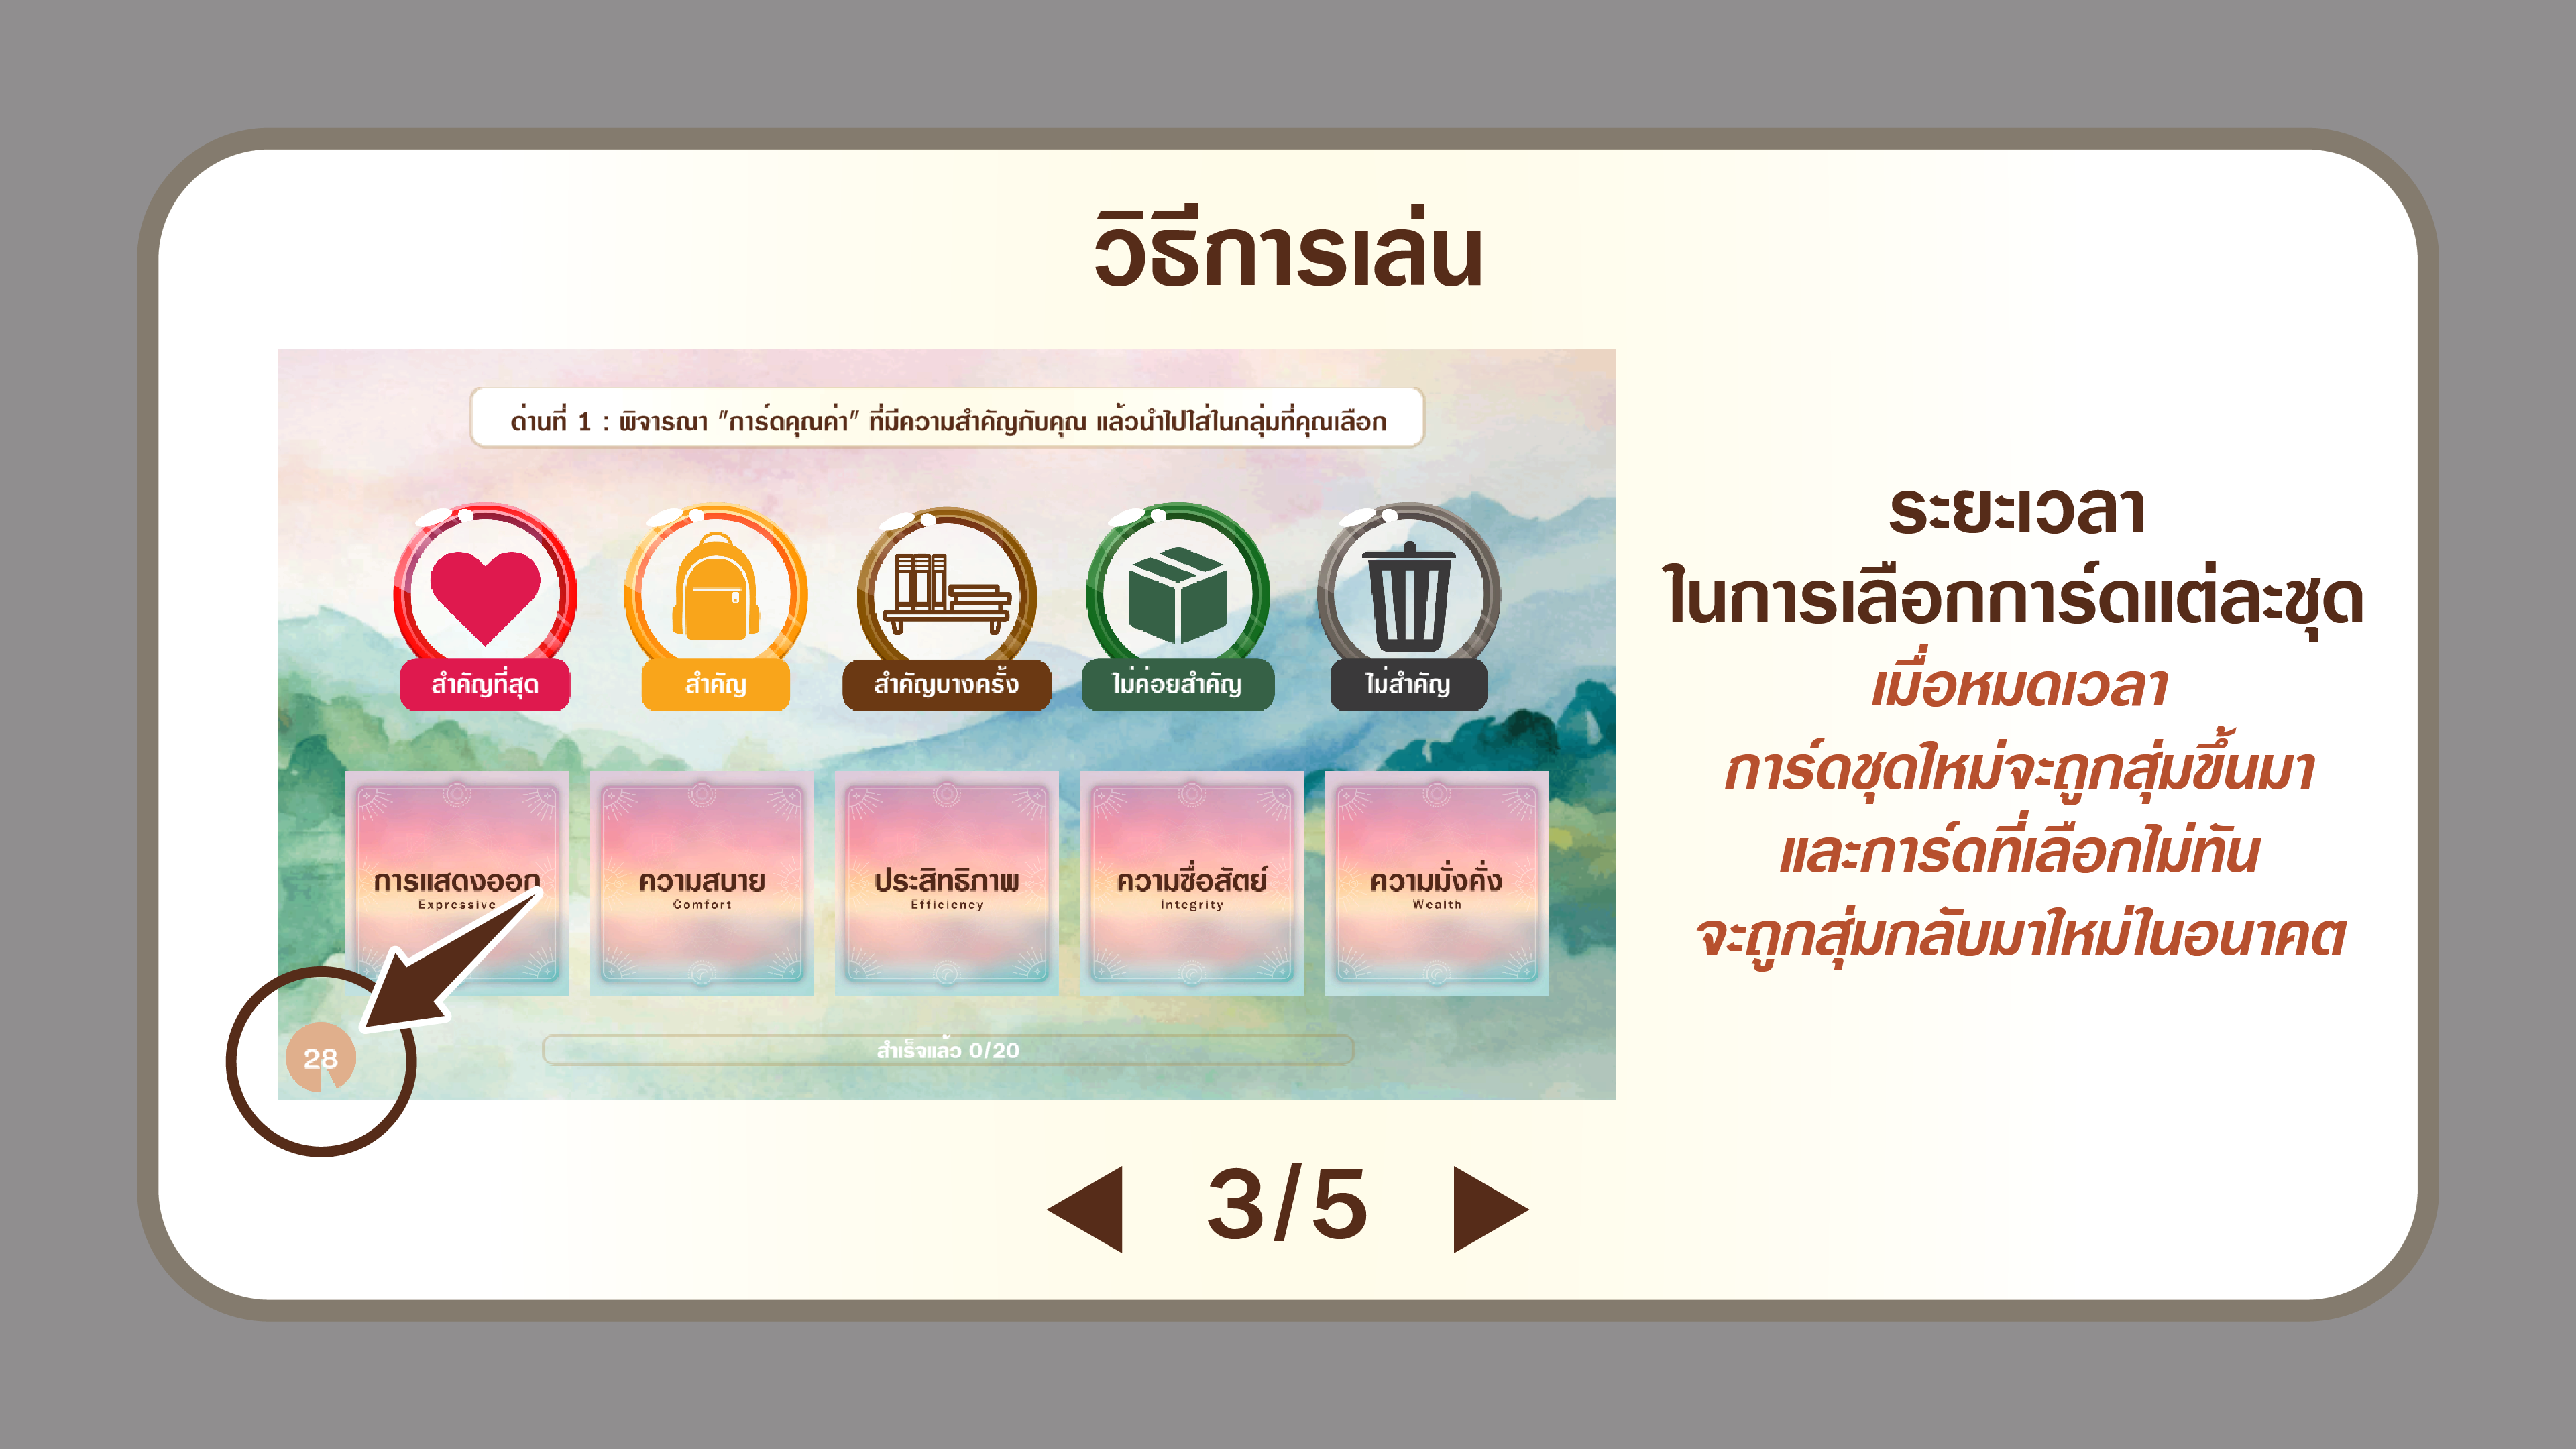 วิธีการเล่น
ด่านที่ 1 : พิจารณา "การ์ดคุณค่า" ที่มีความสำคัญกับคุณ แล้วนำไปใส่ในกลุ่มที่คุณเลือก
สำคัญที่สุด
สำคัญ
สำคัญบางครั้ง
ไม่ค่อยสำคัญ
ไม่สำคัญ
การแสดงออก
Expressive
ความสบาย
Comfort
ประสิทธิภาพ
Efficiency
ความซื่อสัตย์
Integrity
ความมั่งคั่ง
Wealth
28
สำเร็จแล้ว 0/20
ระยะเวลา
ในการเลือกการ์ดแต่ละชุด
เมื่อหมดเวลา
การ์ดชุดใหม่จะถูกสุ่มขึ้นมา
และการ์ดที่เลือกไม่ทัน
จะถูกสุ่มกลับมาใหม่ในอนาคต
3/5